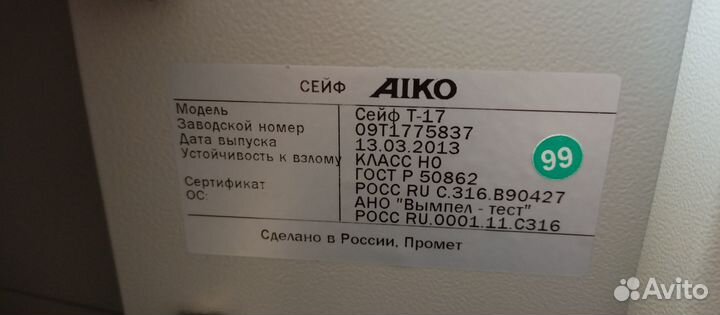 СЕЙФ AIKO
Модель Сейф Т-17
Заводской номер 09Т1775837
Дата выпуска 13.03.2013
Устойчивость к взлому КЛАСС Н0
ГОСТ Р 50862
Сертификат РОСС RU С.316.В90427
ОС: АНО "Вымпел - тест"
РОСС RU.0001.11.С316
Сделано в России, Промет
99
Avito